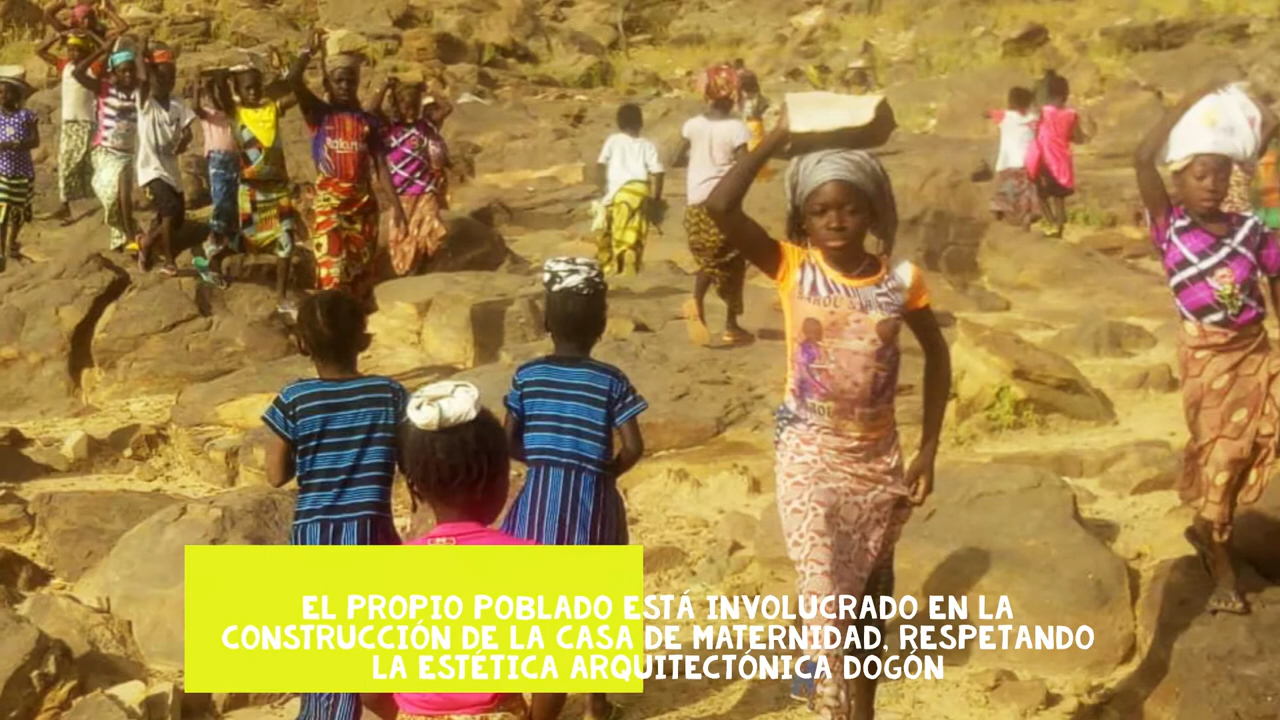 EL PROPIO POBLADO ESTÁ INVOLUCRADO EN LA
CONSTRUCCIÓN DE LA CASA DE MATERNIDAD, RESPETANDO
LA ESTÉTICA ARQUITECTÓNICA DOGÓN